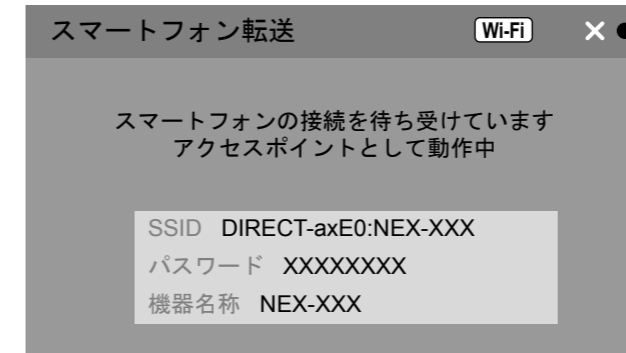 スマートフォン転送 Wi-Fi
スマートフォンの接続を待ち受けています
アクセスポイントとして動作中
SSID DIRECT-axE0:NEX-XXX
パスワード XXXXXXXX
機器名称 NEX-XXX